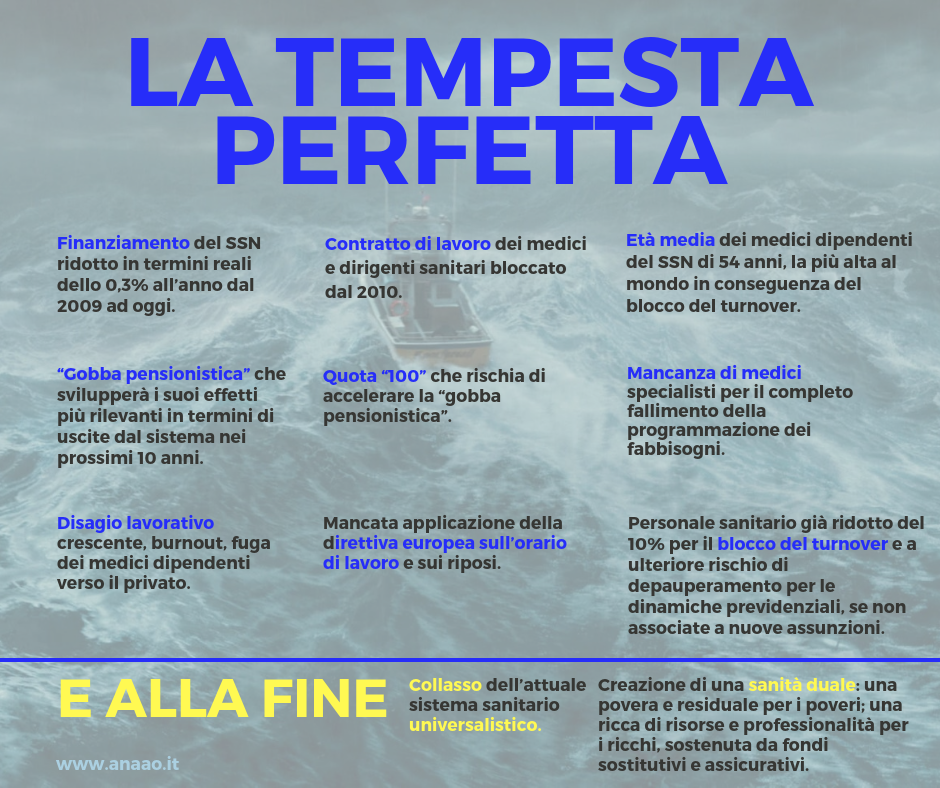 LA TEMPESTA
PERFETTA
Finanziamento del SSN
ridotto in termini reali
dello 0,3% all'anno dal
2009 ad oggi.
Contratto di lavoro dei medici
e dirigenti sanitari bloccato
dal 2010.
Età media dei medici dipendenti
del SSN di 54 anni, la più alta al
mondo in conseguenza del
blocco del turnover.
“Gobba pensionistica” che
svilupperà i suoi effetti
più rilevanti in termini di
uscite dal sistema nei
prossimi 10 anni.
Quota “100” che rischia di
accelerare la “gobba
pensionistica”.
Mancanza di medici
specialisti per il completo
fallimento della
programmazione dei
fabbisogni.
Disagio lavorativo
crescente, burnout, fuga
dei medici dipendenti
verso il privato.
Mancata applicazione della
direttiva europea sull'orario
di lavoro e sui riposi.
Personale sanitario già ridotto del
10% per il blocco del turnover e a
ulteriore rischio di
depauperamento per le
dinamiche previdenziali, se non
associate a nuove assunzioni.
E ALLA FINE
Collasso dell'attuale
sistema sanitario
universalistico.
Creazione di una sanità duale: una
povera e residuale per i poveri; una
ricca di risorse e professionalità per
i ricchi, sostenuta da fondi
sostitutivi e assicurativi.
www.anaao.it